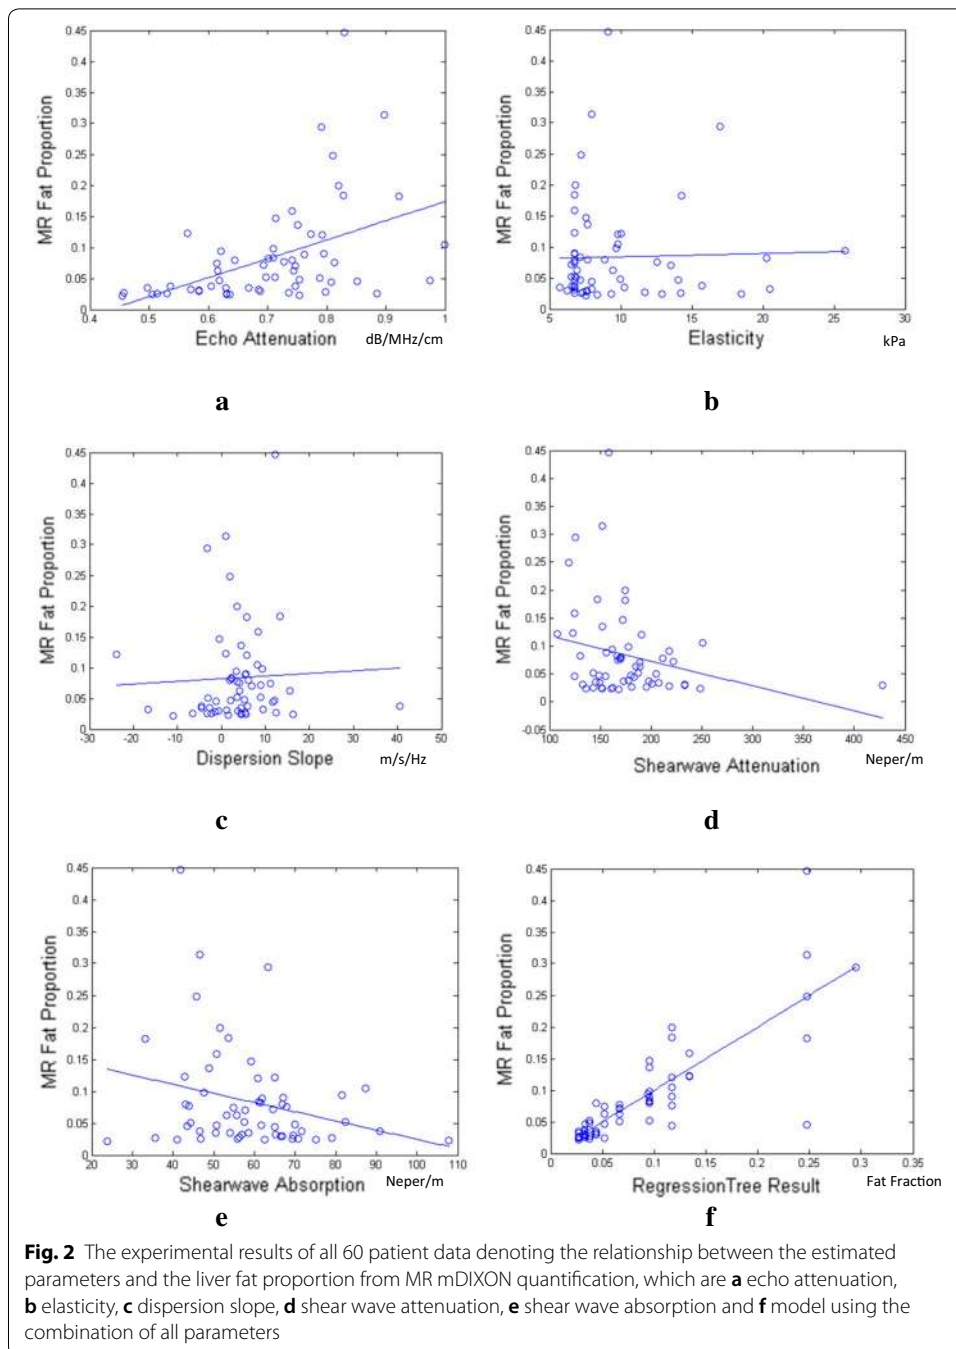 0.45
0.4
0.35
0.3
0.25
0.2
0.15
0.1
0.05
0
MR Fat Proportion
0.4 0.5 0.6 0.7 0.8 0.9 1
Echo Attenuation dB/MHz/cm
a
0.45
0.4
0.35
0.3
0.25
0.2
0.15
0.1
0.05
0
MR Fat Proportion
5 10 15 20 25 30
Elasticity kPa
b
0.45
0.4
0.35
0.3
0.25
0.2
0.15
0.1
0.05
0
MR Fat Proportion
-30 -20 -10 0 10 20 30 40 50
Dispersion Slope m/s/Hz
c
0.45
0.4
0.35
0.3
0.25
0.2
0.15
0.1
0.05
0
-0.05
MR Fat Proportion
100 150 200 250 300 350 400 450
Shearwave Attenuation Neper/m
d
0.45
0.4
0.35
0.3
0.25
0.2
0.15
0.1
0.05
0
MR Fat Proportion
20 30 40 50 60 70 80 90 100 110
Shearwave Absorption Neper/m
e
0.45
0.4
0.35
0.3
0.25
0.2
0.15
0.1
0.05
0
MR Fat Proportion
0 0.05 0.1 0.15 0.2 0.25 0.3 0.35
RegressionTree Result Fat Fraction
f
Fig. 2 The experimental results of all 60 patient data denoting the relationship between the estimated
parameters and the liver fat proportion from MR mDIXON quantification, which are a echo attenuation,
b elasticity, c dispersion slope, d shear wave attenuation, e shear wave absorption and f model using the
combination of all parameters